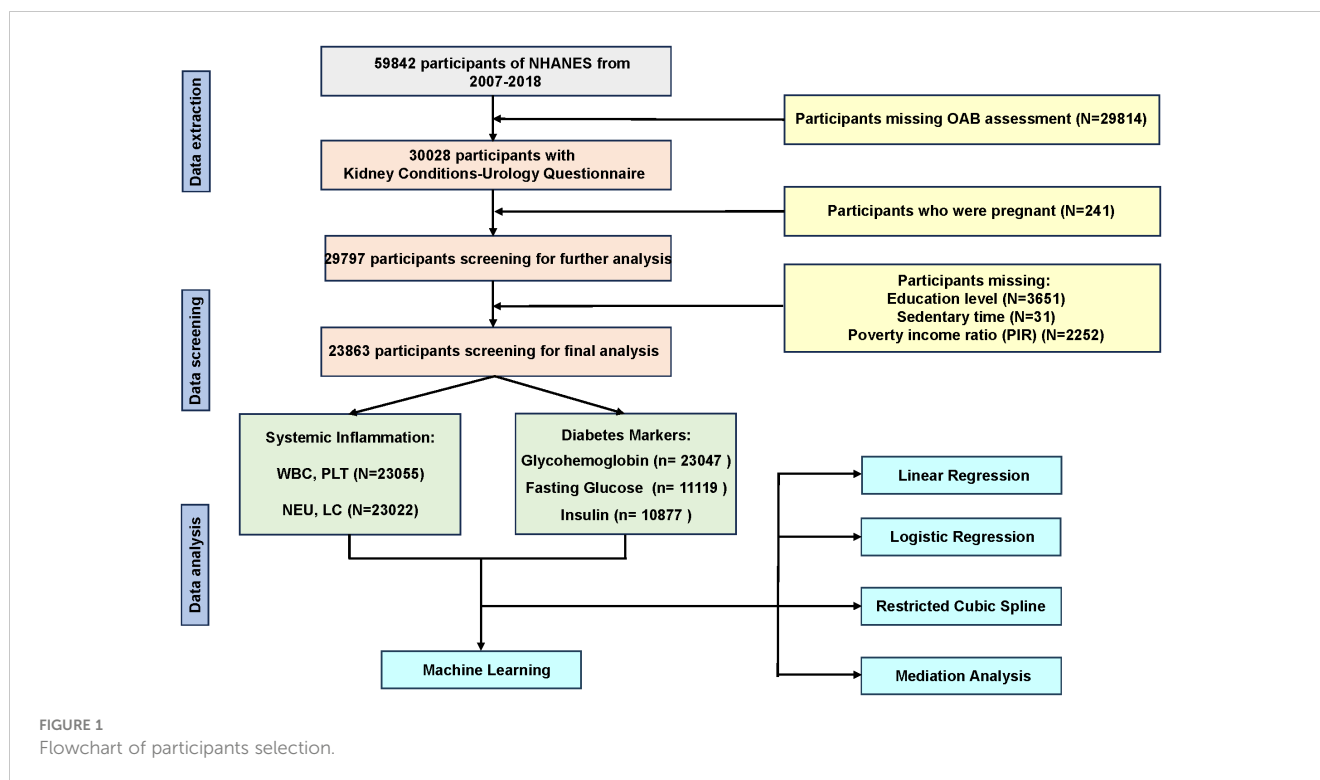 Data extraction
59842 participants of NHANES from
2007-2018
Participants missing OAB assessment (N=29814)
30028 participants with
Kidney Conditions-Urology Questionnaire
Participants who were pregnant (N=241)
29797 participants screening for further analysis
Participants missing:
Education level (N=3651)
Sedentary time (N=31)
Poverty income ratio (PIR) (N=2252)
Data screening
23863 participants screening for final analysis
Systemic Inflammation:
WBC, PLT (N=23055)
NEU, LC (N=23022)
Diabetes Markers:
Glycohemoglobin (n= 23047 )
Fasting Glucose (n= 11119 )
Insulin (n= 10877 )
Data analysis
Linear Regression
Logistic Regression
Restricted Cubic Spline
Mediation Analysis
Machine Learning
FIGURE 1
Flowchart of participants selection.